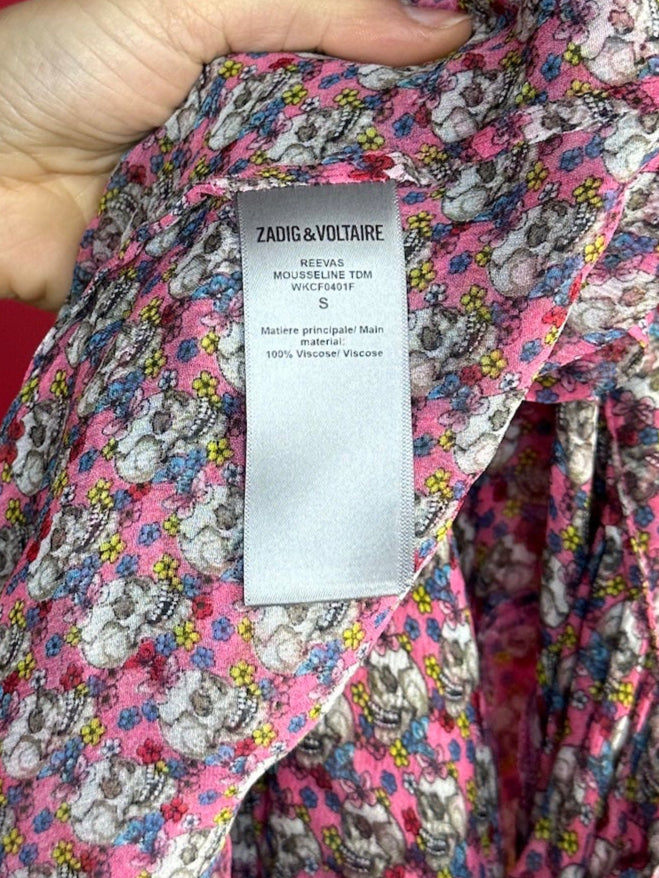 ZADIG & VOLTAIRE
REEVAS
MOUSSELINE TDM
WKCF0401F
S
Matiere principale/ Main
material:
100% Viscose/ Viscose